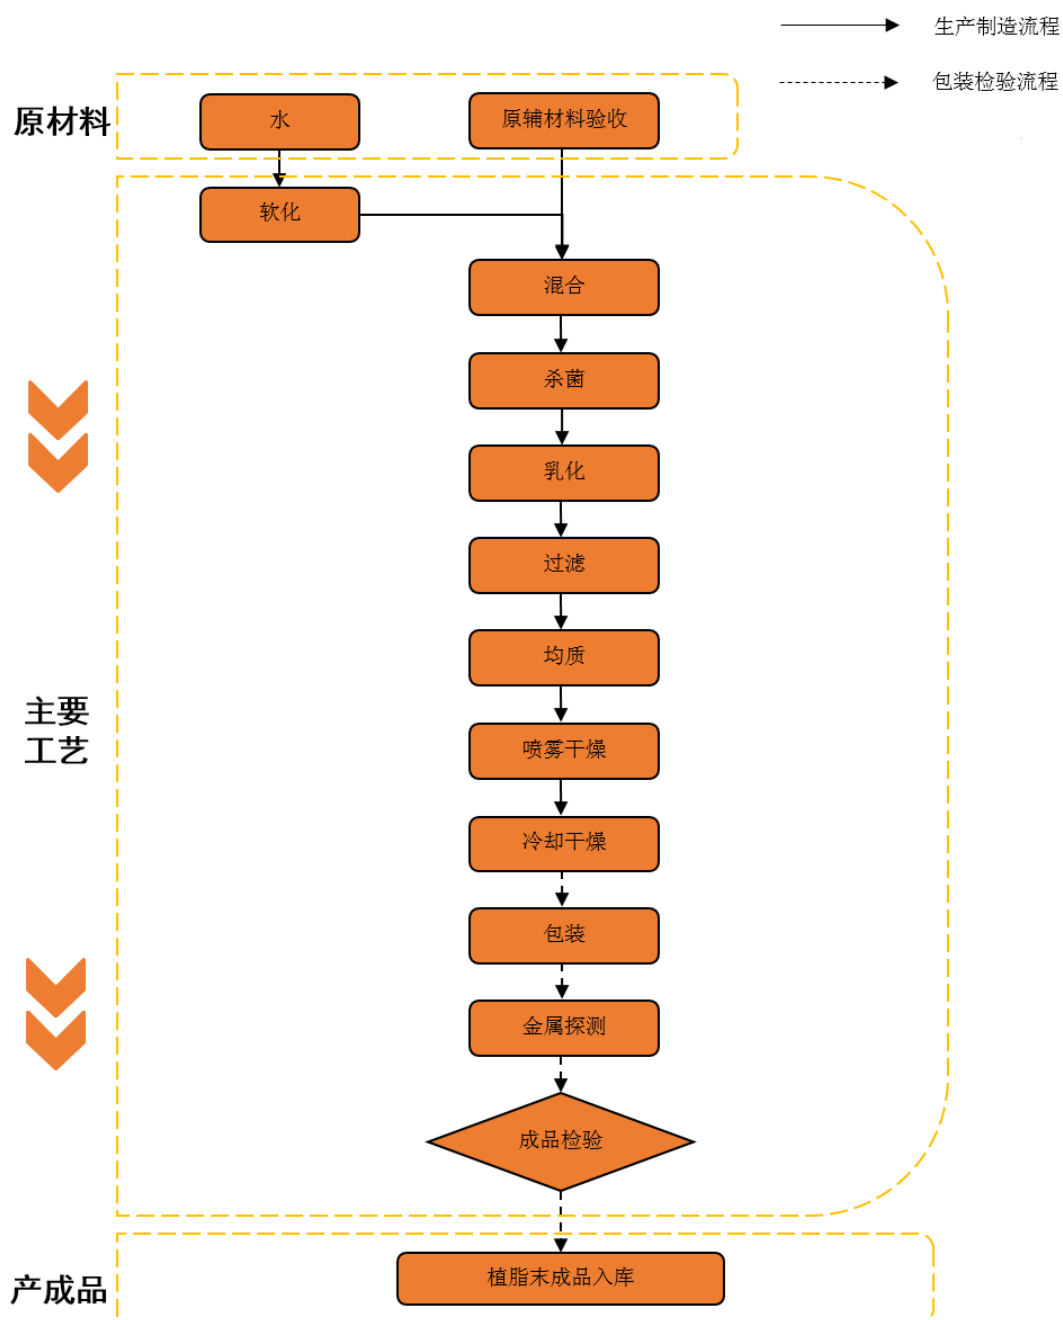 生产制造流程
包装检验流程
原材料
水
原辅材料验收
软化
混合
杀菌
乳化
过滤
均质
主要
工艺
喷雾干燥
冷却干燥
包装
金属探测
成品检验
产成品
植脂末成品入库